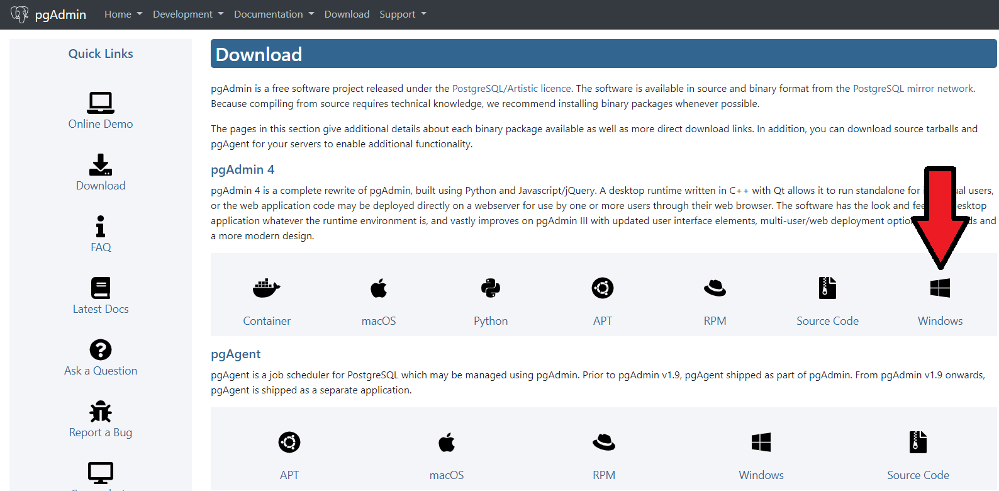 pgAdmin Home Development Documentation Download Support
Quick Links
Online Demo
Download
FAQ
Latest Docs
Ask a Question
Report a Bug
Download
pgAdmin is a free software project released under the PostgreSQL/Artistic licence. The software is available in source and binary format from the PostgreSQL mirror network.
Because compiling from source requires technical knowledge, we recommend installing binary packages whenever possible.
The pages in this section give additional details about each binary package available as well as more direct download links. In addition, you can download source tarballs and
pgAgent for your servers to enable additional functionality.
pgAdmin 4
pgAdmin 4 is a complete rewrite of pgAdmin, built using Python and Javascript/jQuery. A desktop runtime written in C++ with Qt allows it to run standalone for users,
or the web application code may be deployed directly on a webserver for use by one or more users through their web browser. The software has the look and
application whatever the runtime environment is, and vastly improves on pgAdmin III with updated user interface elements, multi-user/web deployment and
a more modern design.
Container macOS Python APT RPM Source Code Windows
pgAgent
pgAgent is a job scheduler for PostgreSQL which may be managed using pgAdmin. Prior to pgAdmin v1.9, pgAgent shipped as part of pgAdmin. From pgAdmin v1.9 onwards,
pgAgent is shipped as a separate application.
APT macOS RPM Windows Source Code